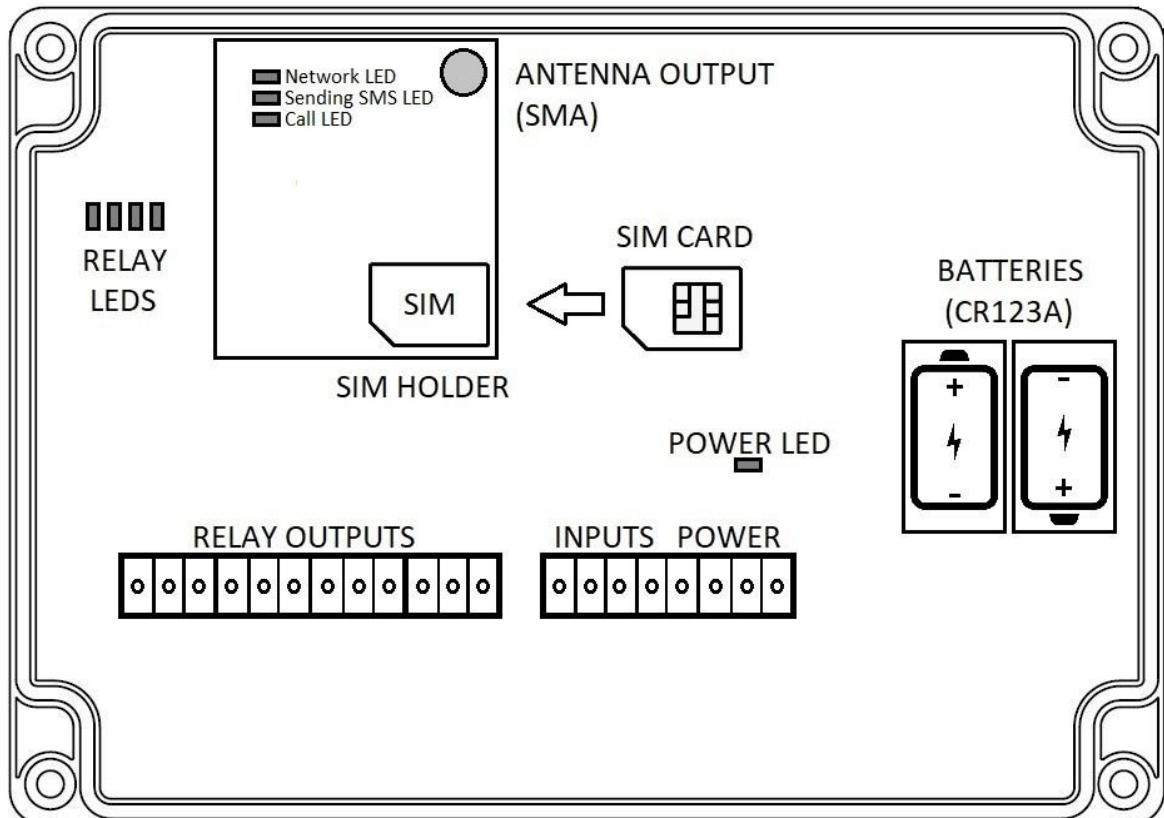 Network LED
Sending SMS LED
Call LED
ANTENNA OUTPUT
(SMA)
RELAY
LEDS
SIM CARD
SIM
SIM HOLDER
BATTERIES
(CR123A)
+
-
-
+
POWER LED
RELAY OUTPUTS
INPUTS POWER